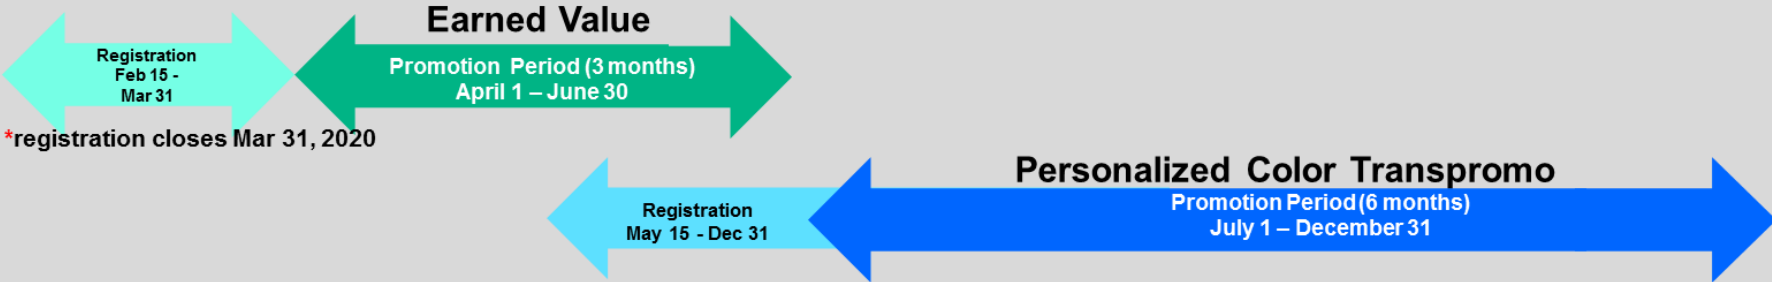 Earned Value
Registration
Feb 15 -
Mar 31
Promotion Period (3 months)
April 1 – June 30
*registration closes Mar 31, 2020
Personalized Color Transpromo
Registration
May 15 - Dec 31
Promotion Period (6 months)
July 1 – December 31